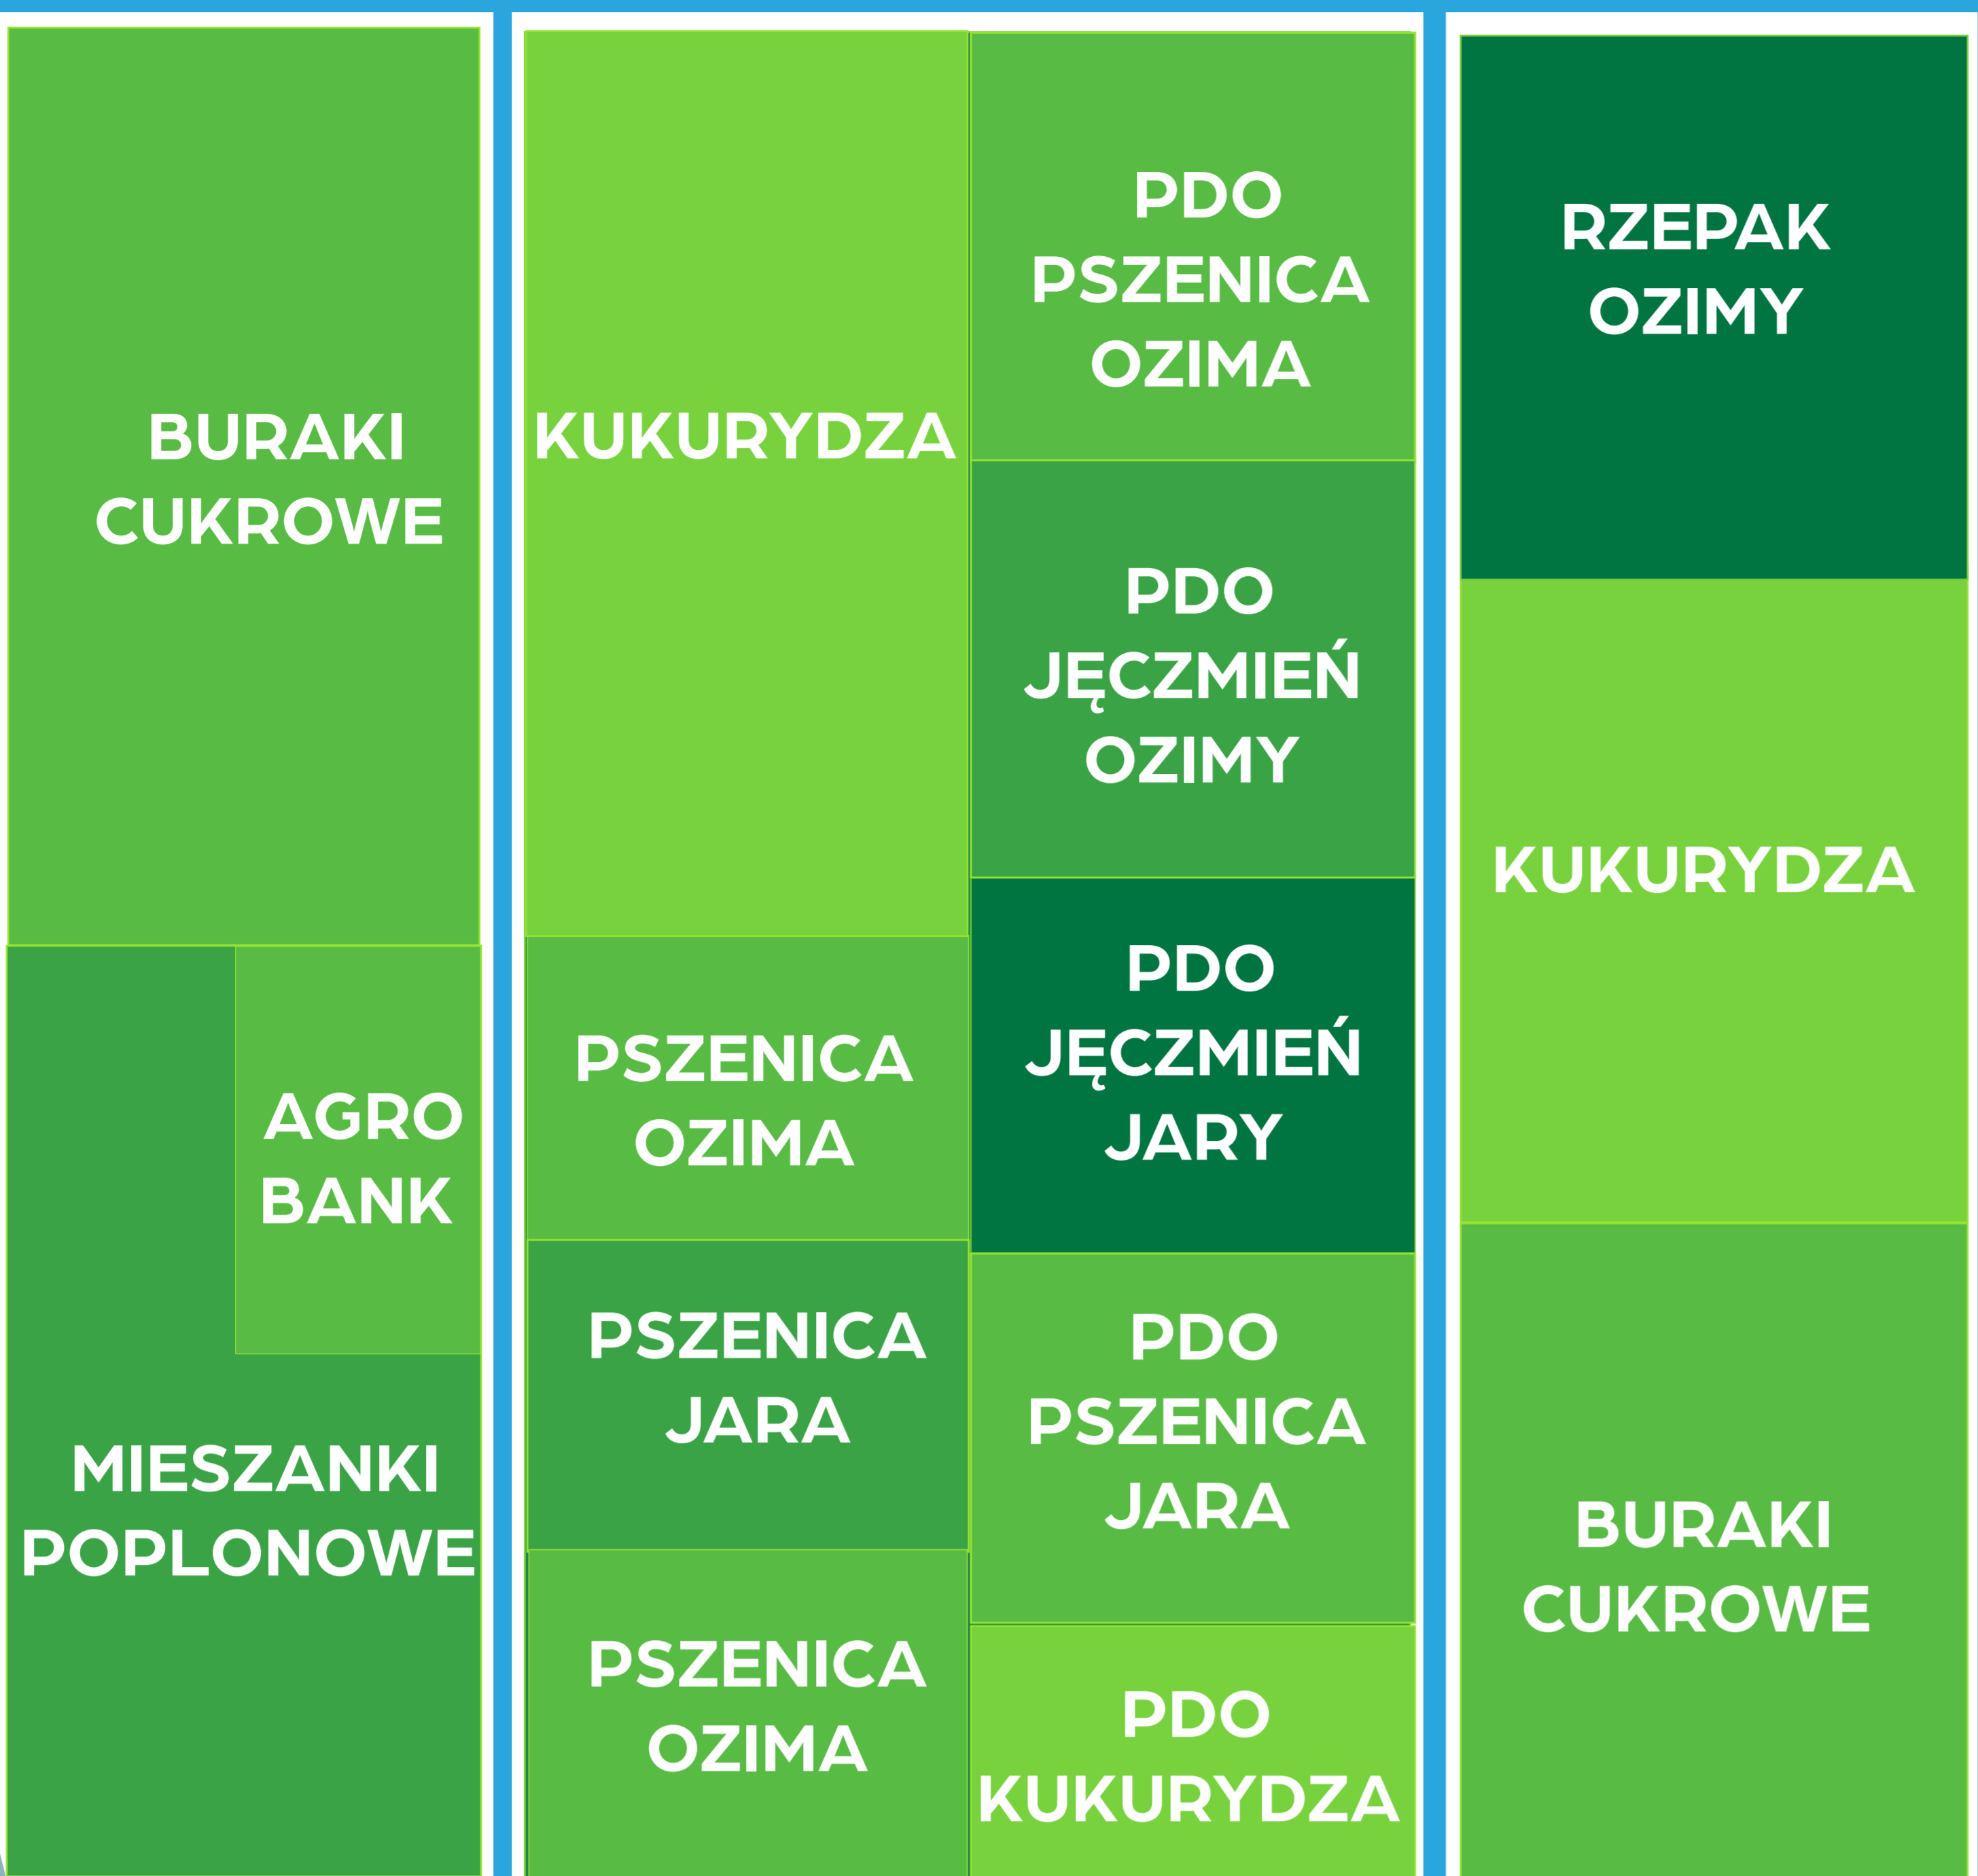 BURAKI
CUKROWE
AGRO
BANK
MIESZANKI
POPLONOWE
KUKURYDZA
PSZENICA
OZIMA
PSZENICA
JARA
PSZENICA
OZIMA
PDO
PSZENICA
OZIMA
PDO
JĘCZMIEŃ
OZIMY
PDO
JĘCZMIEŃ
JARY
PDO
PSZENICA
JARA
PDO
KUKURYDZA
RZEPAK
OZIMY
KUKURYDZA
BURAKI
CUKROWE